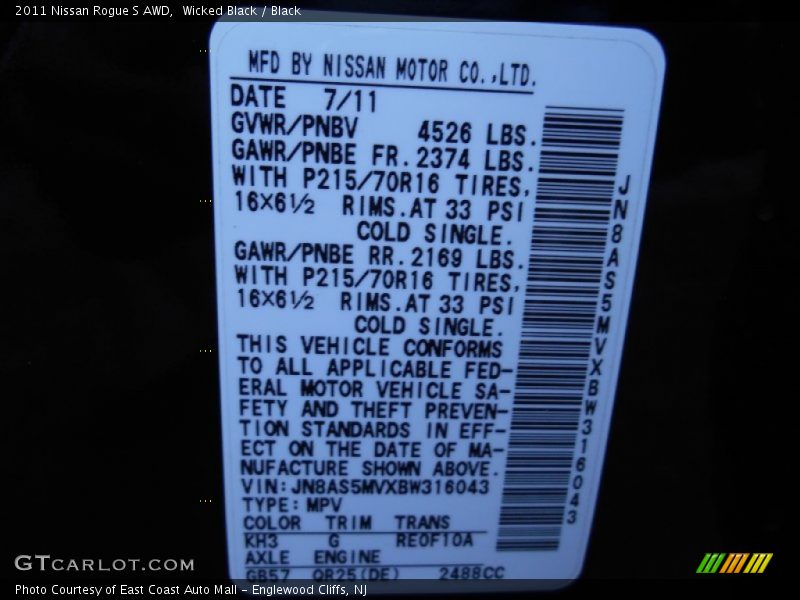 2011 Nissan Rogue S AWD,  Wicked Black / Black
MFD BY NISSAN MOTOR CO.,LTD.
DATE 7/11
GVWR/PNBV 4526 LBS.
GAWR/PNBE FR.2374 LBS.
WITH P215/70R16 TIRES,
16×6½ RIMS.AT 33 PSI
COLD SINGLE.
GAWR/PNBE RR.2169 LBS.
WITH P215/70R16 TIRES,
16×6½ RIMS.AT 33 PSI
COLD SINGLE.
THIS VEHICLE CONFORMS
TO ALL APPLICABLE FED-
ERAL MOTOR VEHICLE SA-
FETY AND THEFT PREVEN-
TION STANDARDS IN EFF-
ECT ON THE DATE OF MA-
NUFACTURE SHOWN ABOVE.
VIN:JN8AS5MVXBW316043
TYPE:MPV
COLOR TRIM TRANS
KH3 G RE0F10A
AXLE ENGINE
GB57 QR25(DE) 2488CC
JN8AS5MVXBW316043
GTCARLOT.COM
Photo Courtesy of East Coast Auto Mall – Englewood Cliffs, NJ